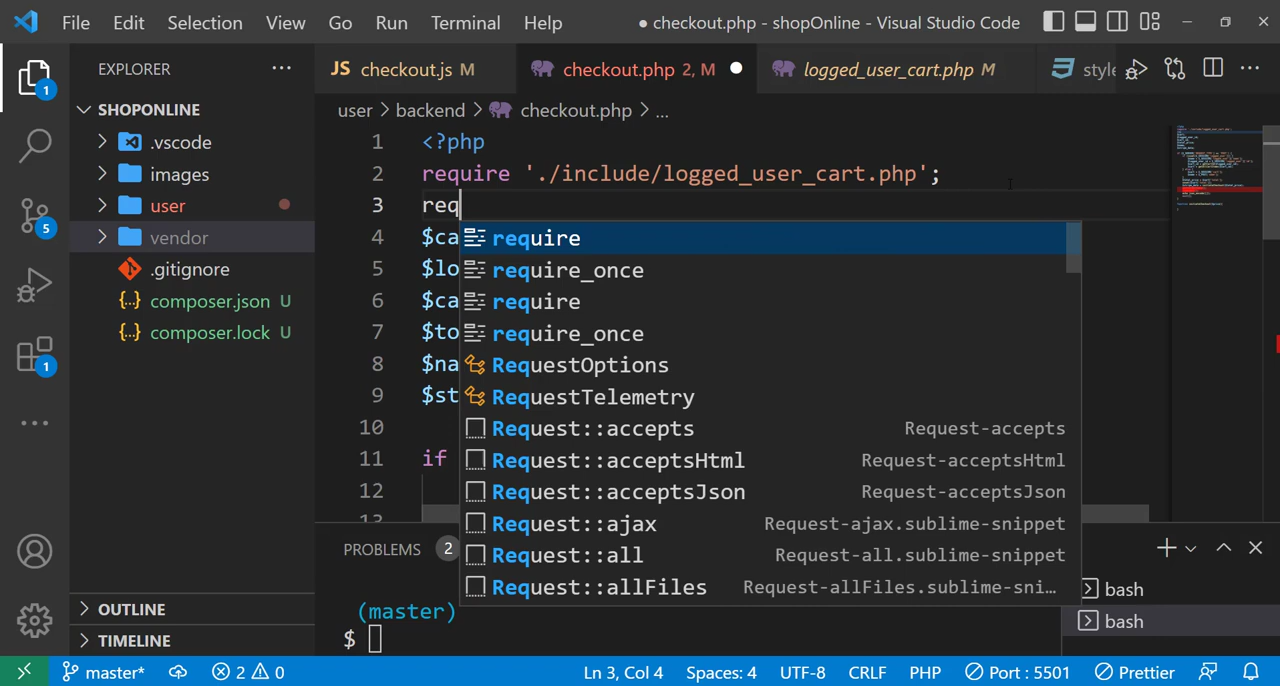 File Edit Selection View Go Run Terminal Help ● checkout.php - shopOnline - Visual Studio Code
EXPLORER ··· JS checkout.js M checkout.php 2, M logged_user_cart.php M style ···
1
SHOPONLINE user > backend > checkout.php > ...
.vscode 1 <?php
images 2 require './include/logged_user_cart.php';
user 3 req
5
vendor 4 $ca require
.gitignore 5 $lo require_once
composer.json U 6 $ca require
composer.lock U 7 $to require_once
1
8 $na RequestOptions
9 $st RequestTelemetry
10 Request::accepts Request-accepts
11 if Request::acceptsHtml Request-acceptsHtml
12 Request::acceptsJson Request-acceptsJson
13 Request::ajax Request-ajax.sublime-snippet
PROBLEMS 2 Request::all Request-all.sublime-snippet
Request::allFiles Request-allFiles.sublime-sni... bash
OUTLINE (master)
TIMELINE $ bash
master* 2 0 Ln 3, Col 4 Spaces: 4 UTF-8 CRLF PHP Port : 5501 Prettier